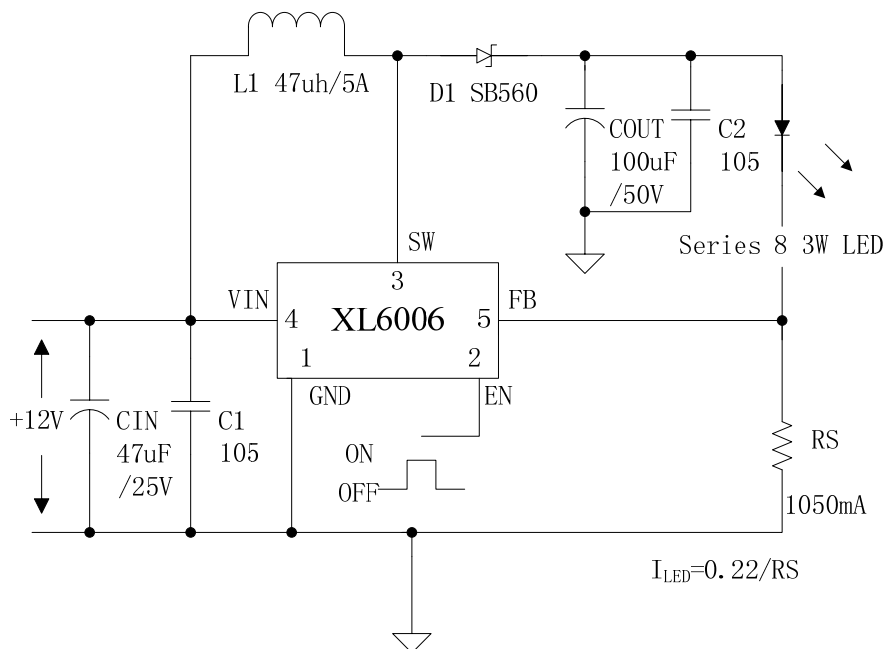 L1 47uh/5A
D1 SB560
COUT
100uF
/50V
C2
105
SW
Series 8 3W LED
VIN
3
FB
4
XL6006
5
1
2
GND
EN
+12V
CIN
47uF
/25V
C1
105
ON
OFF
RS
1050mA
ILED=0.22/RS